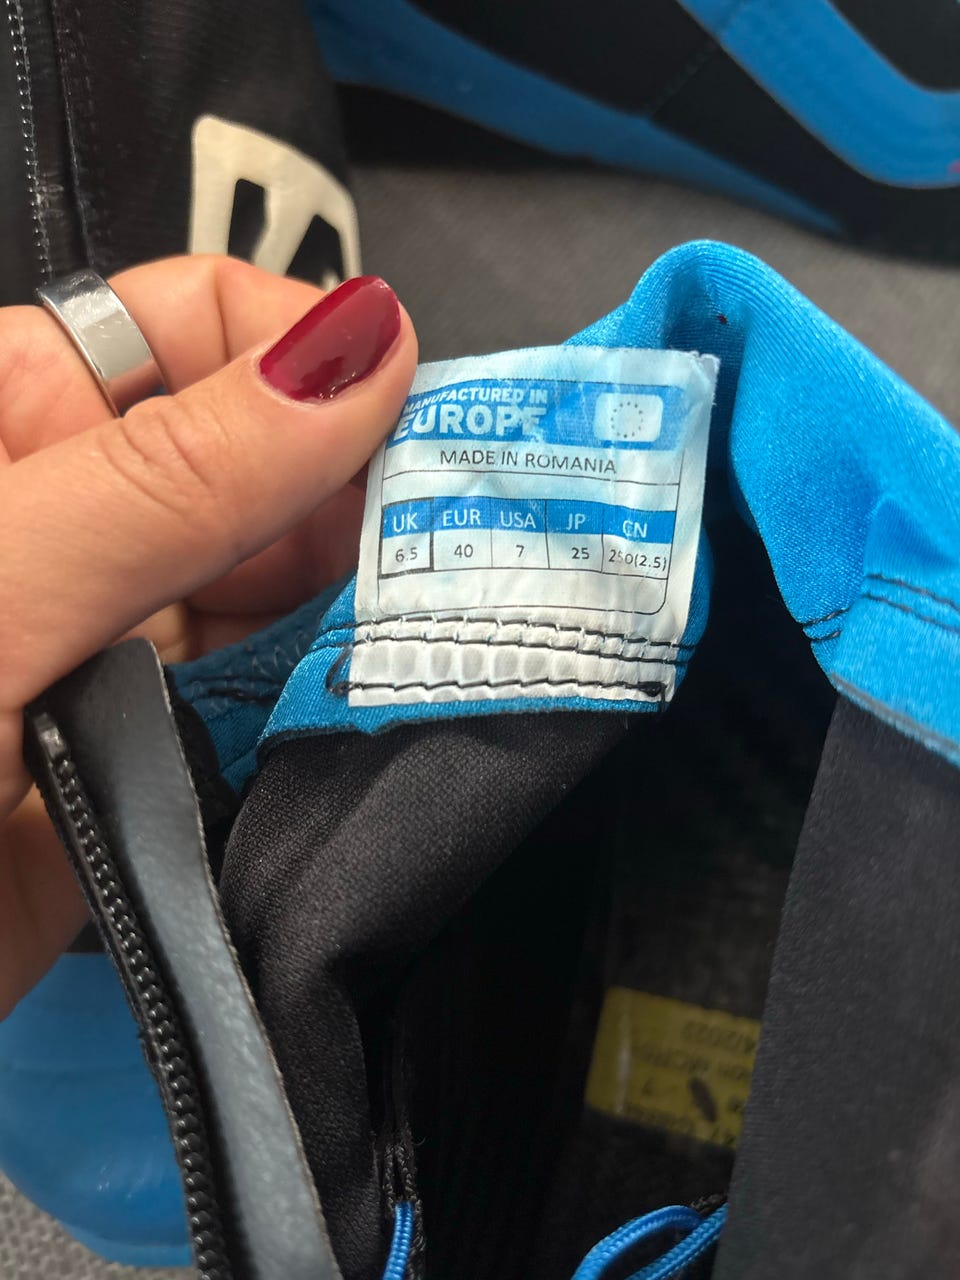 MANUFACTURED IN
EUROPE
MADE IN ROMANIA
UK EUR USA JP CN
6.5 40 7 25 250(2.5)